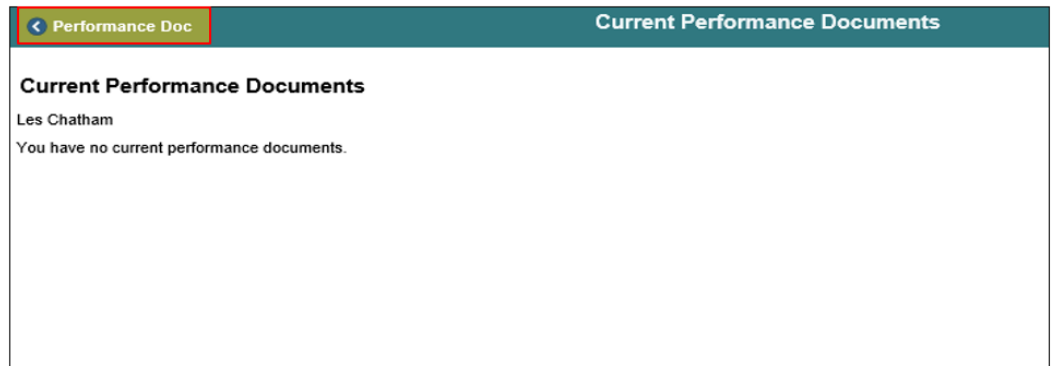 Performance Doc
Current Performance Documents
Current Performance Documents
Les Chatham
You have no current performance documents.